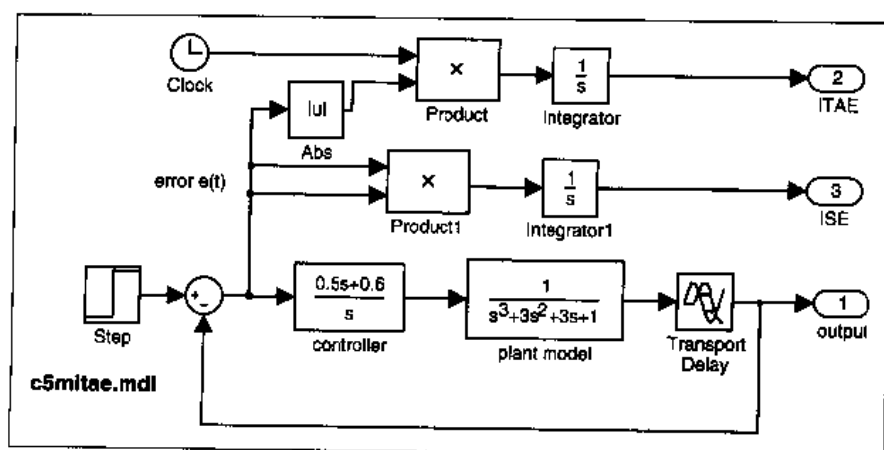 Clock
|u|
Abs
×
Product
1
s
Integrator
2
ITAE
error e(t)
×
Product1
1
s
Integrator1
3
ISE
Step
+
-
0.5s+0.6
s
controller
1
s³+3s²+3s+1
plant model
Transport
Delay
1
output
c5mitae.mdl